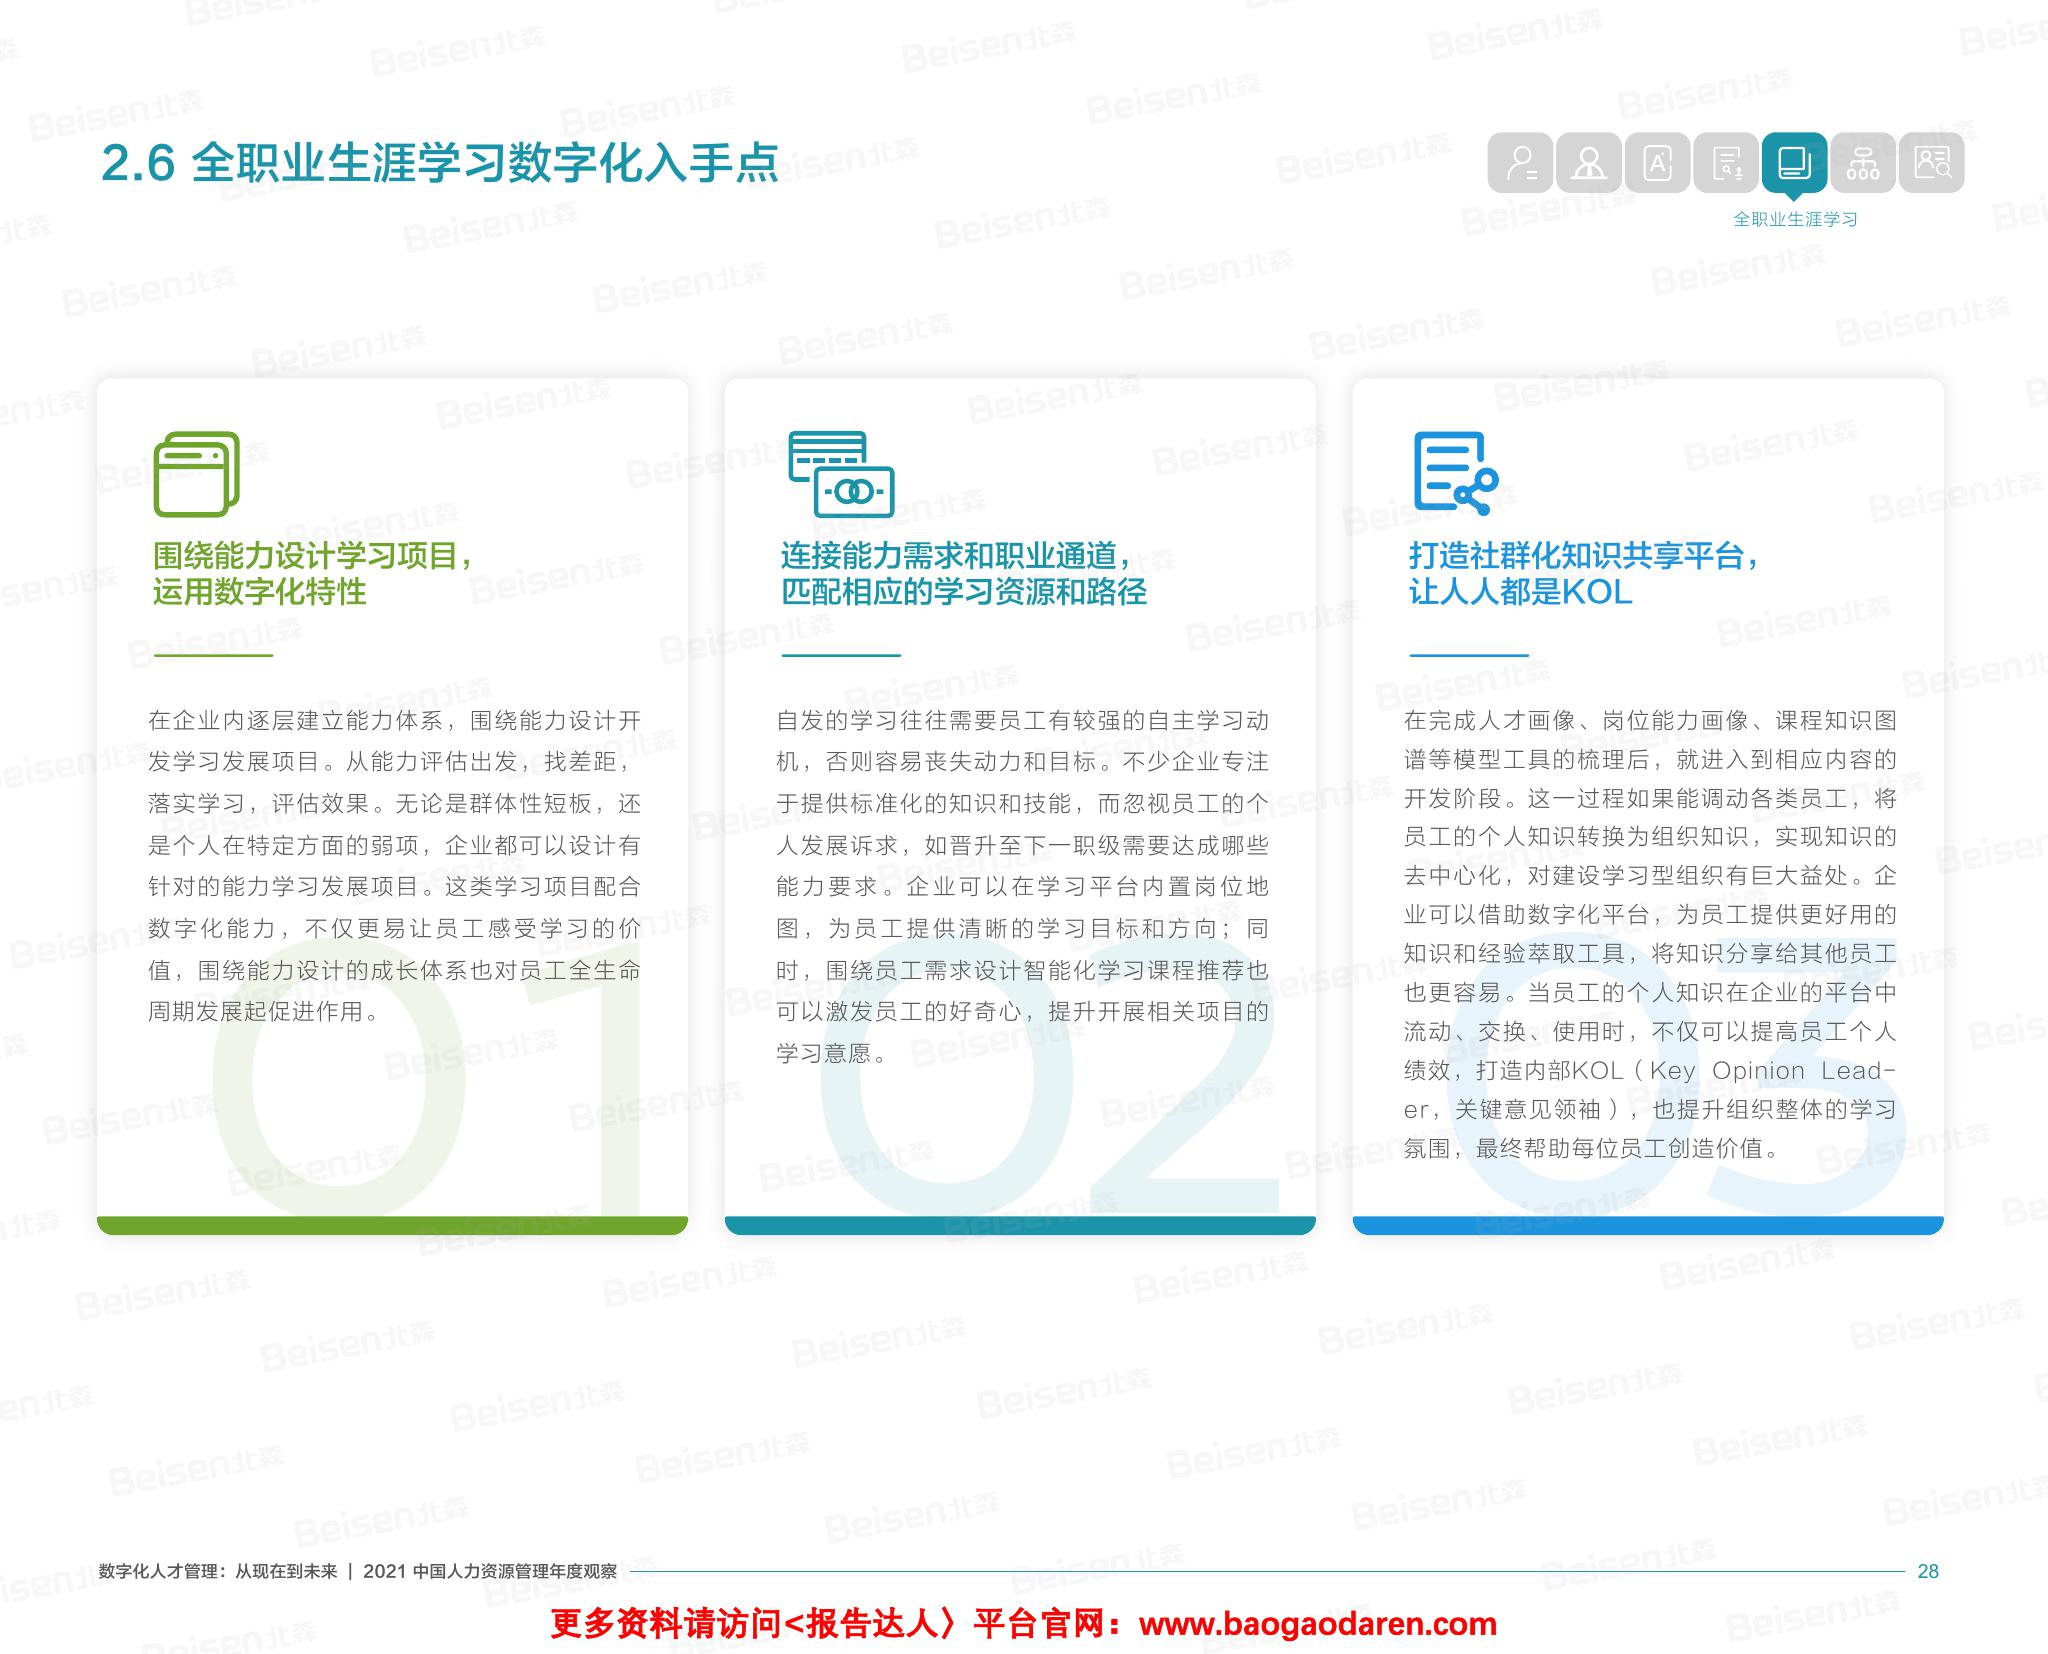 2.6 全职业生涯学习数字化入手点
全职业生涯学习
围绕能力设计学习项目，
运用数字化特性
在企业内逐层建立能力体系，围绕能力设计开
发学习发展项目。从能力评估出发，找差距，
落实学习，评估效果。无论是群体性短板，还
是个人在特定方面的弱项，企业都可以设计有
针对的能力学习发展项目。这类学习项目配合
数字化能力，不仅更易让员工感受学习的价
值，围绕能力设计的成长体系也对员工全生命
周期发展起促进作用。
01
连接能力需求和职业通道，
匹配相应的学习资源和路径
自发的学习往往需要员工有较强的自主学习动
机，否则容易丧失动力和目标。不少企业专注
于提供标准化的知识和技能，而忽视员工的个
人发展诉求，如晋升至下一职级需要达成哪些
能力要求。企业可以在学习平台内置岗位地
图，为员工提供清晰的学习目标和方向；同
时，围绕员工需求设计智能化学习课程推荐也
可以激发员工的好奇心，提升开展相关项目的
学习意愿。
02
打造社群化知识共享平台，
让人人都是KOL
在完成人才画像、岗位能力画像、课程知识图
谱等模型工具的梳理后，就进入到相应内容的
开发阶段。这一过程如果能调动各类员工，将
员工的个人知识转换为组织知识，实现知识的
去中心化，对建设学习型组织有巨大益处。企
业可以借助数字化平台，为员工提供更好用的
知识和经验萃取工具，将知识分享给其他员工
也更容易。当员工的个人知识在企业的平台中
流动、交换、使用时，不仅可以提高员工个人
绩效，打造内部KOL（Key Opinion Lead-
er，关键意见领袖），也提升组织整体的学习
氛围，最终帮助每位员工创造价值。
03
数字化人才管理：从现在到未来 | 2021 中国人力资源管理年度观察
28
更多资料请访问<报告达人〉平台官网：www.baogaodaren.com